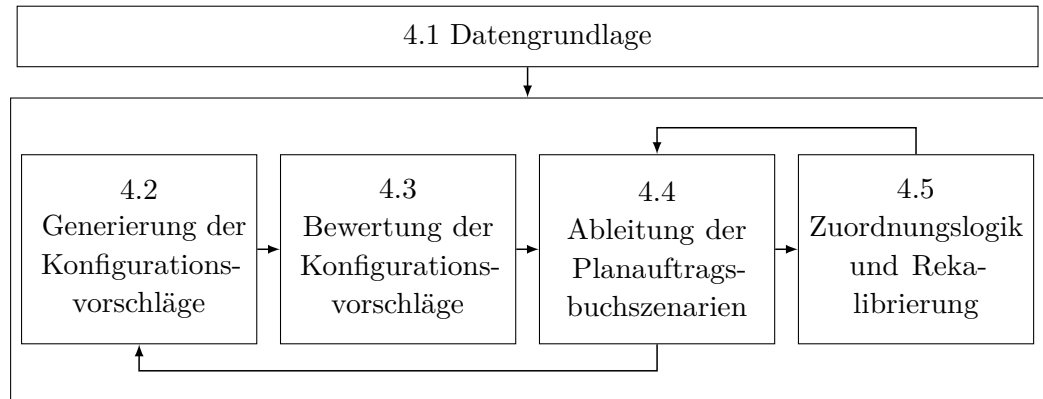 4.1 Datengrundlage
4.2
Generierung der
Konfigurations-
vorschläge
4.3
Bewertung der
Konfigurations-
vorschläge
4.4
Ableitung der
Planauftrags-
buchszenarien
4.5
Zuordnungslogik
und Reka-
librierung